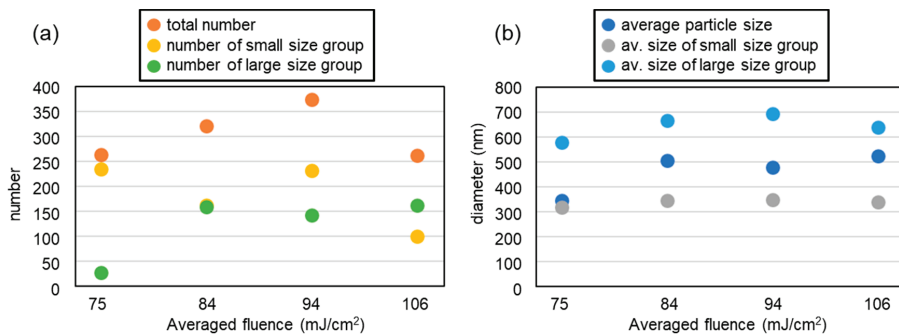 (a)
total number
number of small size group
number of large size group
400
350
300
250
200
150
100
50
0
number
75 84 94 106
Averaged fluence (mJ/cm²)
(b)
average particle size
av. size of small size group
av. size of large size group
800
700
600
500
400
300
200
100
0
diameter (nm)
75 84 94 106
Averaged fluence (mJ/cm²)